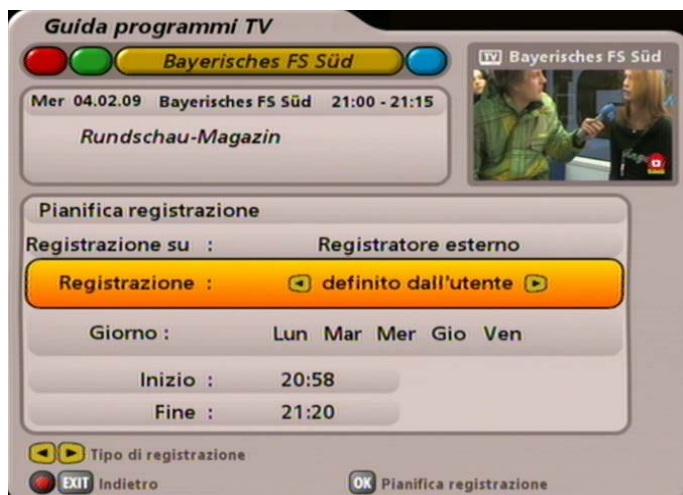 Guida programmi TV
Bayerisches FS Süd
TV Bayerisches FS Süd
Mer 04.02.09 Bayerisches FS Süd 21:00 - 21:15
Rundschau-Magazin
Pianifica registrazione
Registrazione su : Registratore esterno
Registrazione : definito dall'utente
Giorno : Lun Mar Mer Gio Ven
Inizio : 20:58
Fine : 21:20
Tipo di registrazione
EXIT Indietro
OK Pianifica registrazione